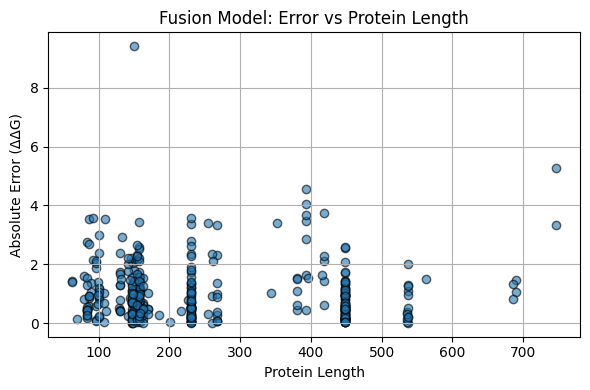 Fusion Model: Error vs Protein Length
Absolute Error (ΔΔG)
8
6
4
2
0
100 200 300 400 500 600 700
Protein Length